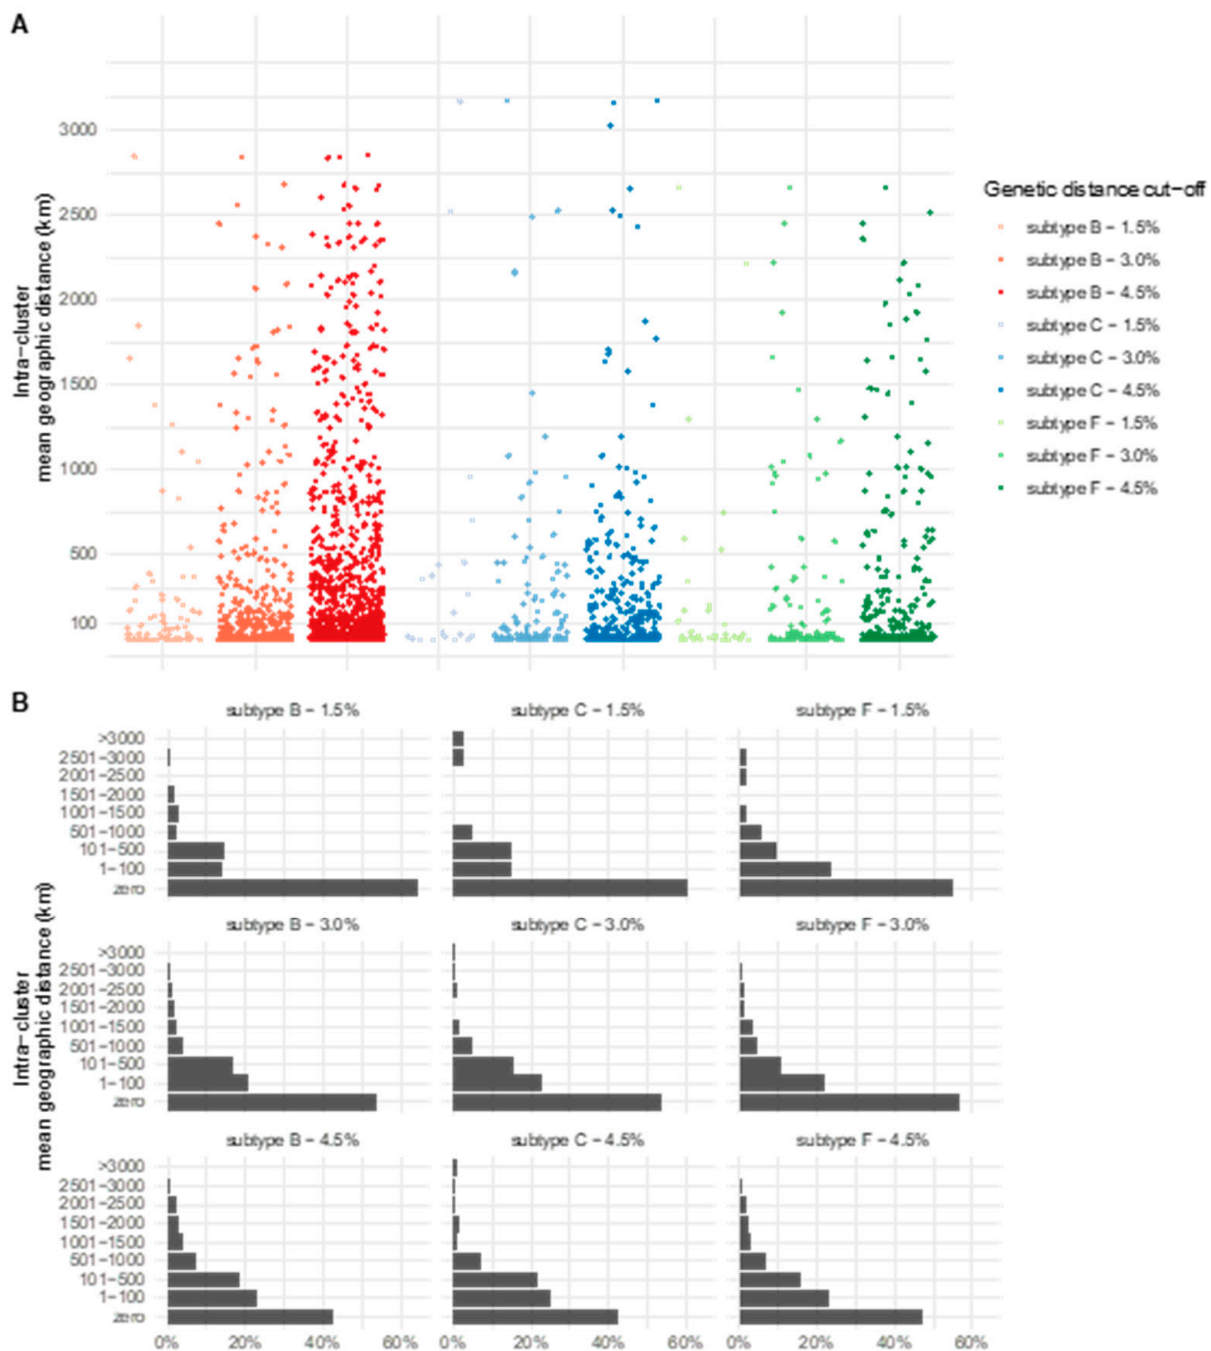 A
3000
2500
2000
1500
1000
500
100
Intra-cluster
mean geographic distance (km)
Genetic distance cut-off
subtype B - 1.5%
subtype B - 3.0%
subtype B - 4.5%
subtype C - 1.5%
subtype C - 3.0%
subtype C - 4.5%
subtype F - 1.5%
subtype F - 3.0%
subtype F - 4.5%
B
Intra-cluster
mean geographic distance (km)
subtype B - 1.5% subtype C - 1.5% subtype F - 1.5%
>3000
2501-3000
2001-2500
1501-2000
1001-1500
501-1000
101-500
1-100
zero
subtype B - 3.0% subtype C - 3.0% subtype F - 3.0%
>3000
2501-3000
2001-2500
1501-2000
1001-1500
501-1000
101-500
1-100
zero
subtype B - 4.5% subtype C - 4.5% subtype F - 4.5%
>3000
2501-3000
2001-2500
1501-2000
1001-1500
501-1000
101-500
1-100
zero
0% 20% 40% 60% 0% 20% 40% 60% 0% 20% 40% 60%